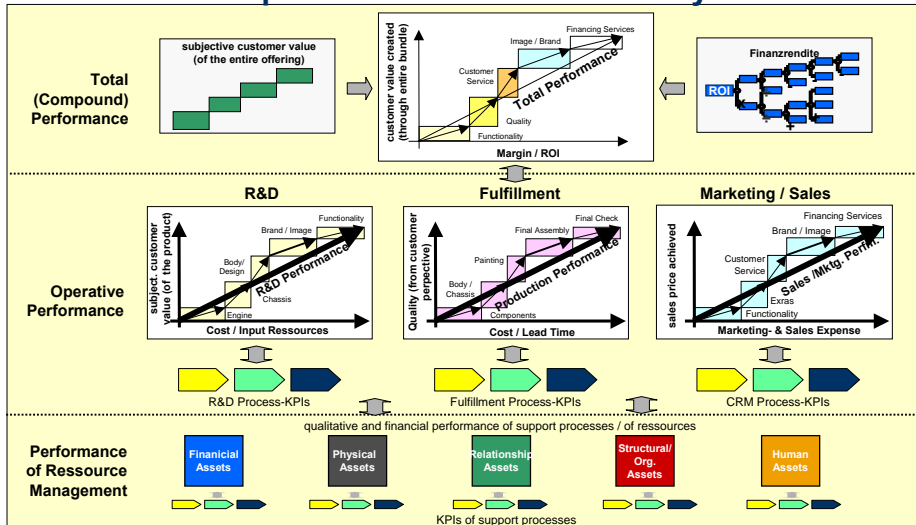 subjective customer value
(of the entire offering)
Total
(Compound)
Performance
customer value created
(through entire bundle)
Financing Services
Image / Brand
Customer
Service
Total Performance
Quality
Functionality
Margin / ROI
Finanzrendite
ROI
R&D
Fulfillment
Marketing / Sales
Operative
Performance
subject. customer
value (of the product)
Functionality
Brand / Image
Body/
Design
R&D Performance
Chassis
Engine
Cost / Input Ressources
Quality (from customer
perpective)
Final Check
Final Assembly
Painting
Production Performance
Body /
Chassis
Components
Cost / Lead Time
sales price achieved
Financing Services
Brand / Image
Customer
Service
Sales /Mktg. Perfm.
Extras
Functionality
Marketing- & Sales Expense
R&D Process-KPIs
Fulfillment Process-KPIs
CRM Process-KPIs
qualitative and financial performance of support processes / of ressources
Performance
of Ressource
Management
Finanicial
Assets
Physical
Assets
Relationship
Assets
Structural/
Org.
Assets
Human
Assets
KPIs of support processes